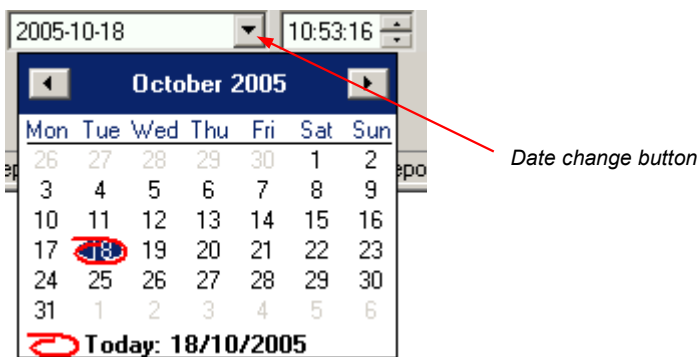 2005-10-18 10:53:16
October 2005
Mon Tue Wed Thu Fri Sat Sun
26 27 28 29 30 1 2
Date change button
3 4 5 6 7 8 9
10 11 12 13 14 15 16
17 18 19 20 21 22 23
24 25 26 27 28 29 30
31 1 2 3 4 5 6
Today: 18/10/2005